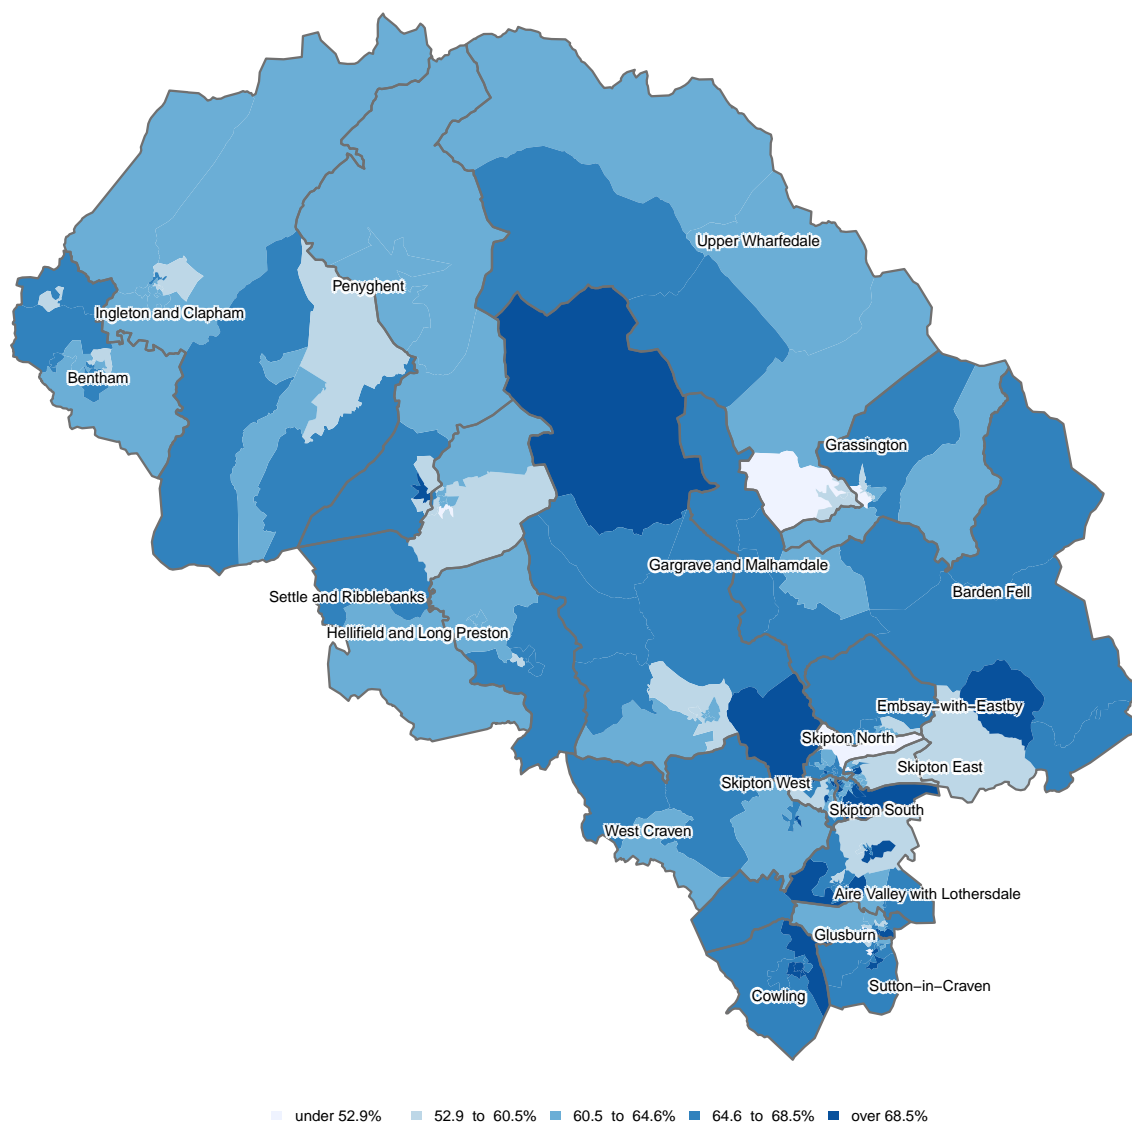 Upper Wharfedale
Penyghent
Ingleton and Clapham
Bentham
Grassington
Gargrave and Malhamdale
Barden Fell
Settle and Ribblebanks
Hellifield and Long Preston
Embsay−with−Eastby
Skipton North
Skipton East
Skipton West
Skipton South
West Craven
Aire Valley with Lothersdale
Glusburn
Sutton−in−Craven
Cowling
under 52.9% 52.9 to 60.5% 60.5 to 64.6% 64.6 to 68.5% over 68.5%